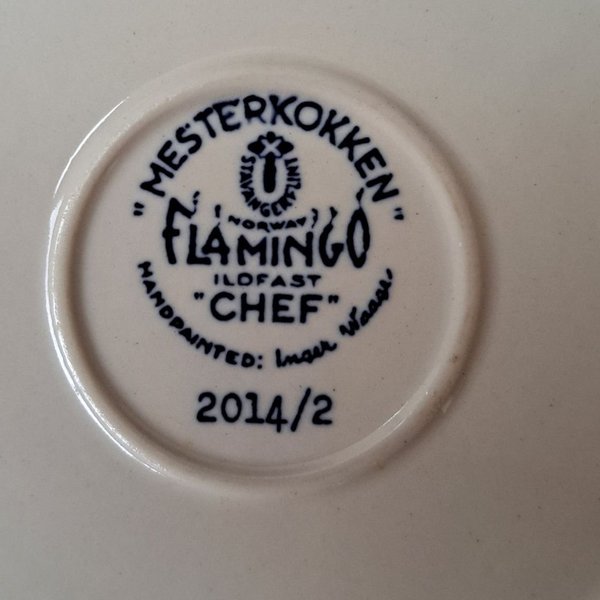 "MESTERKOKKEN"
STAVANGERFLINT
NORWAY
FLAMINGO
ILDFAST
"CHEF"
HANDPAINTED: Inger Waage
2014/2